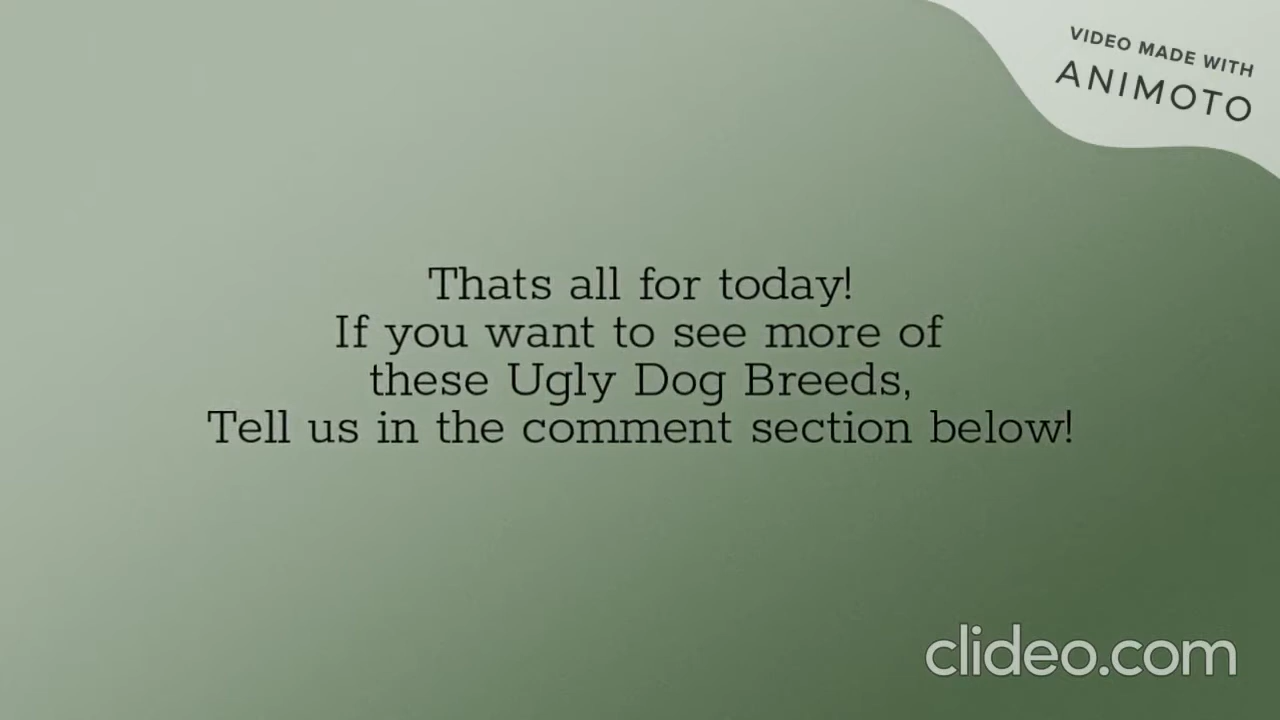 VIDEO MADE WITH
ANIMOTO
Thats all for today!
If you want to see more of
these Ugly Dog Breeds,
Tell us in the comment section below!
clideo.com